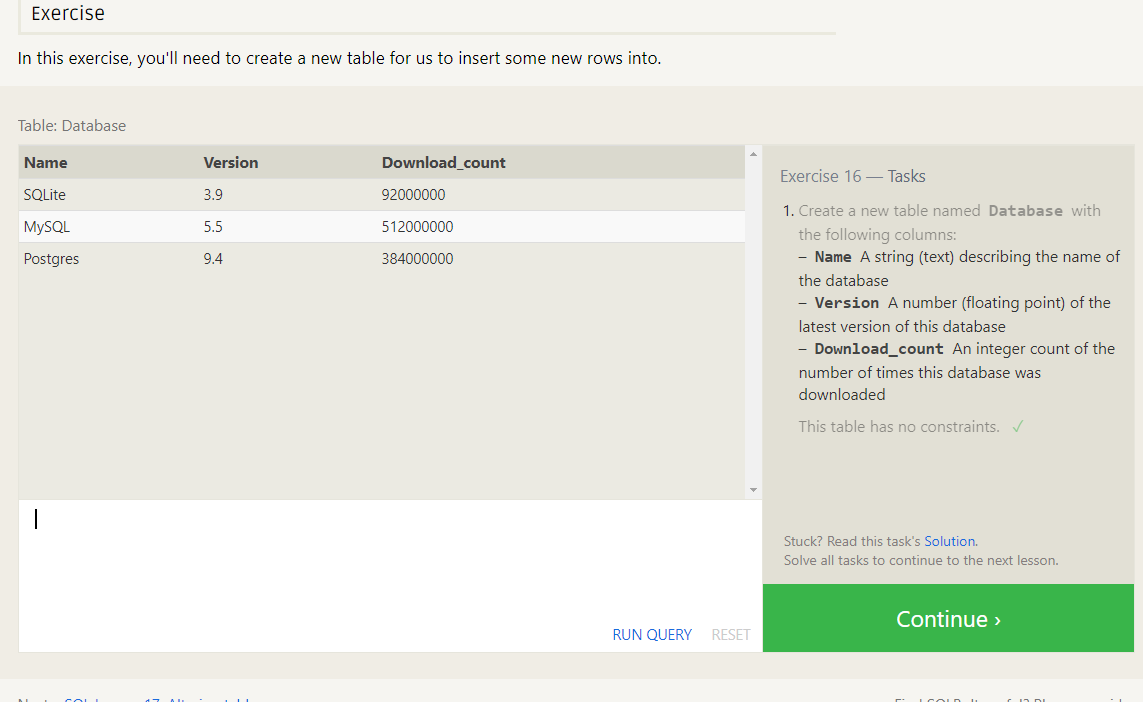 Exercise
In this exercise, you'll need to create a new table for us to insert some new rows into.
Table: Database
Name Version Download_count
SQLite 3.9 92000000
MySQL 5.5 512000000
Postgres 9.4 384000000
Exercise 16 — Tasks
1. Create a new table named Database with
the following columns:
– Name A string (text) describing the name of
the database
– Version A number (floating point) of the
latest version of this database
– Download_count An integer count of the
number of times this database was
downloaded
This table has no constraints. ✓
Stuck? Read this task's Solution.
Solve all tasks to continue to the next lesson.
RUN QUERY RESET
Continue ›